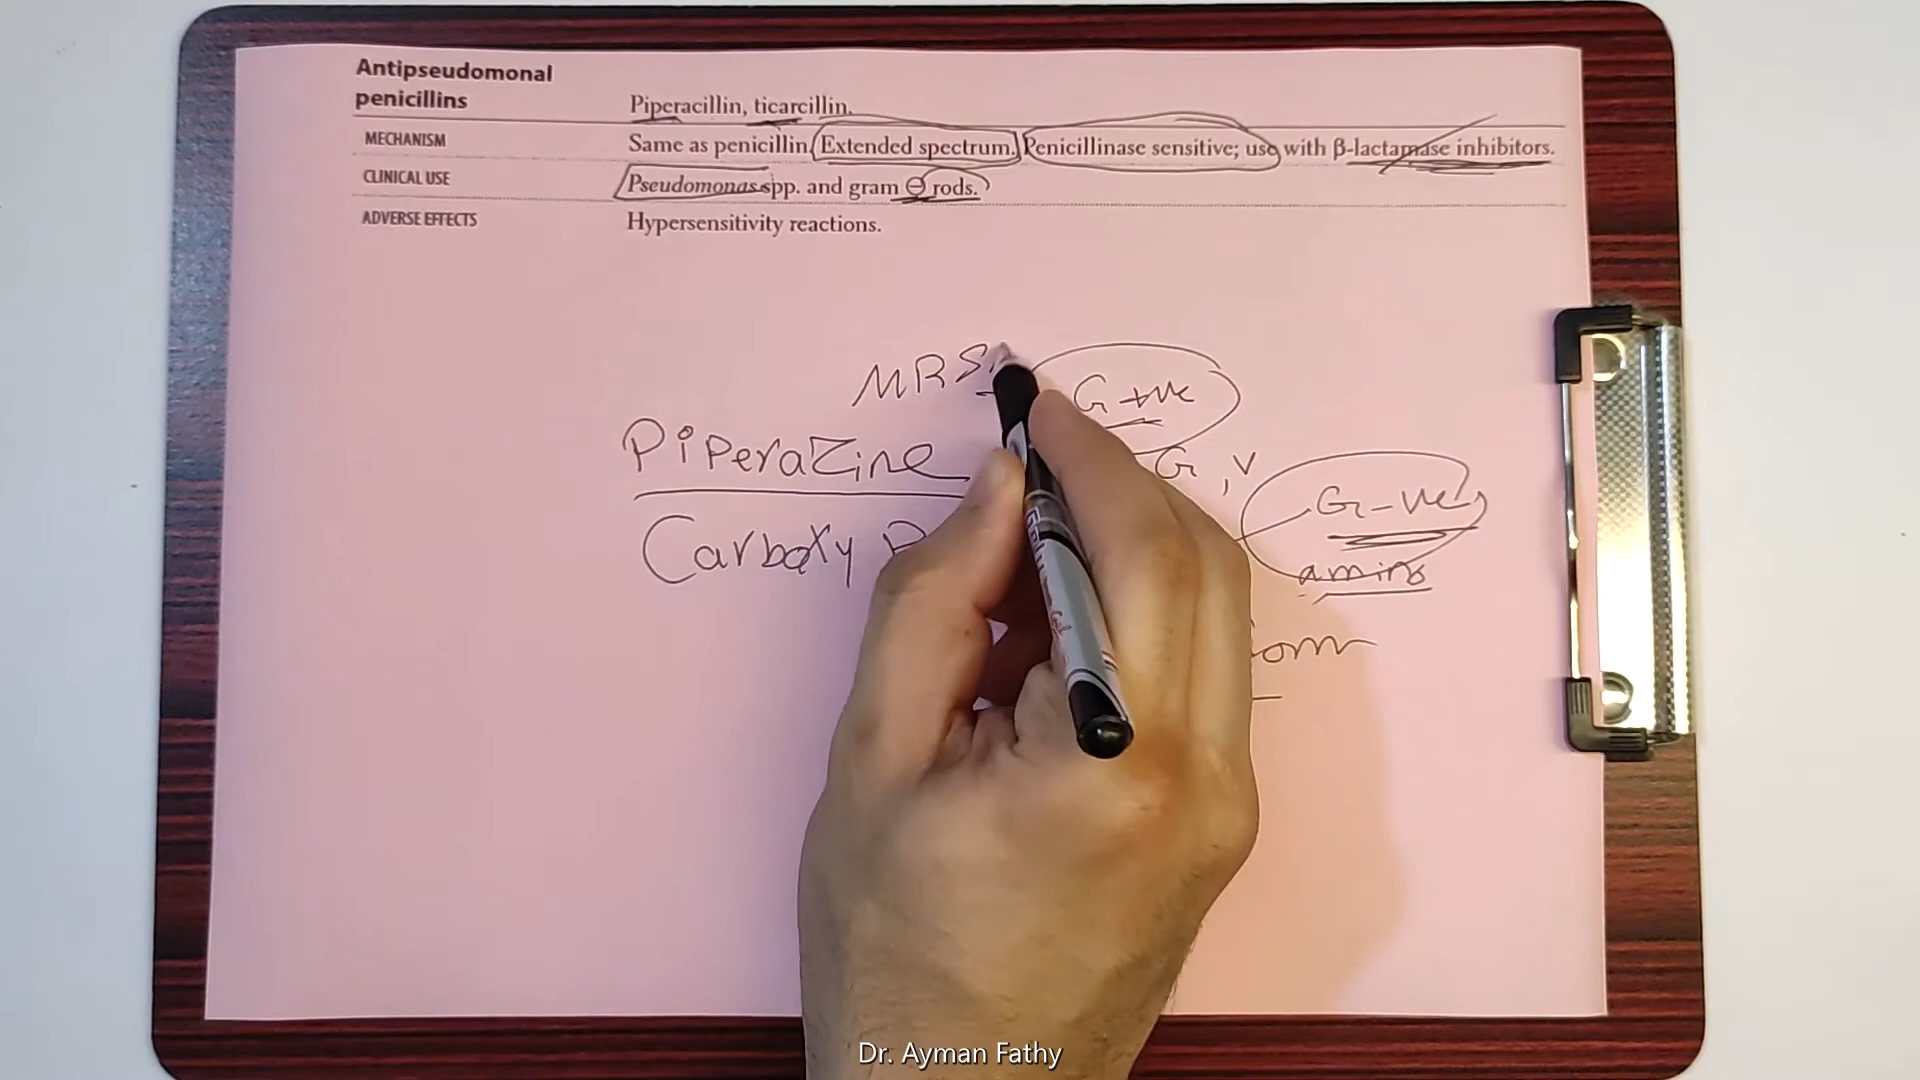 Antipseudomonal
penicillins
Piperacillin, ticarcillin.
MECHANISM
Same as penicillin. Extended spectrum. Penicillinase sensitive; use with β-lactamase inhibitors.
CLINICAL USE
Pseudomonas spp. and gram ⊖ rods.
ADVERSE EFFECTS
Hypersensitivity reactions.
MRS
G +ve
Piperazine
G, V
G -ve
Carboxy
amino
Dr. Ayman Fathy